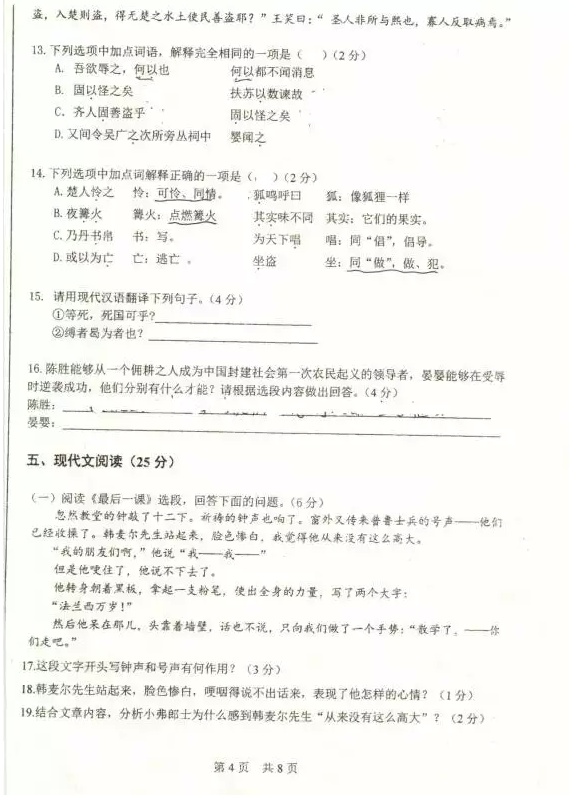 盗，入楚则盗，得无楚之水土使民善盗耶？”王笑曰：“圣人非所与熙也，寡人反取病焉。”
13. 下列选项中加点词语，解释完全相同的一项是（ ）（2分）
A. 吾欲辱之，何以也 何以都不闻消息
B. 固以怪之矣 扶苏以数谏故
C. 齐人固善盗乎 固以怪之矣
D. 又间令吴广之次所旁丛祠中 婴闻之
14. 下列选项中加点词解释正确的一项是（ ）（2分）
A. 楚人怜之 怜：可怜、同情。 狐鸣呼曰 狐：像狐狸一样
B. 夜篝火 篝火：点燃篝火 其实味不同 其实：它们的果实。
C. 乃丹书帛 书：写。 为天下唱 唱：同“倡”，倡导。
D. 或以为亡 亡：逃亡。 坐盗 坐：同“做”，做、犯。
15. 请用现代汉语翻译下列句子。（4分）
①等死，死国可乎？
②缚者曷为者也？
16. 陈胜能够从一个佣耕之人成为中国封建社会第一次农民起义的领导者，晏婴能够在受辱
时逆袭成功，他们分别有什么才能？请根据选段内容做出回答。（4分）
陈胜：
晏婴：
五、现代文阅读（25分）
（一）阅读《最后一课》选段，回答下面的问题。（6分）
忽然教堂的钟敲了十二下。祈祷的钟声也响了。窗外又传来普鲁士兵的号声——他们
已经收操了。韩麦尔先生站起来，脸色惨白，我觉得他从来没有这么高大。
“我的朋友们啊，”他说“我——我——”
但是他哽住了，他说不下去了。
他转身朝着黑板，拿起一支粉笔，使出全身的力量，写了两个大字：
“法兰西万岁！”
然后他呆在那儿，头靠着墙壁，话也不说，只向我们做了一个手势：“散学了。——你
们走吧。”
17.这段文字开头写钟声和号声有何作用？（3分）
18.韩麦尔先生站起来，脸色惨白，哽咽得说不出话来，表现了他怎样的心情？（1分）
19.结合文章内容，分析小弗郎士为什么感到韩麦尔先生“从来没有这么高大”？（2分）
第4页 共8页